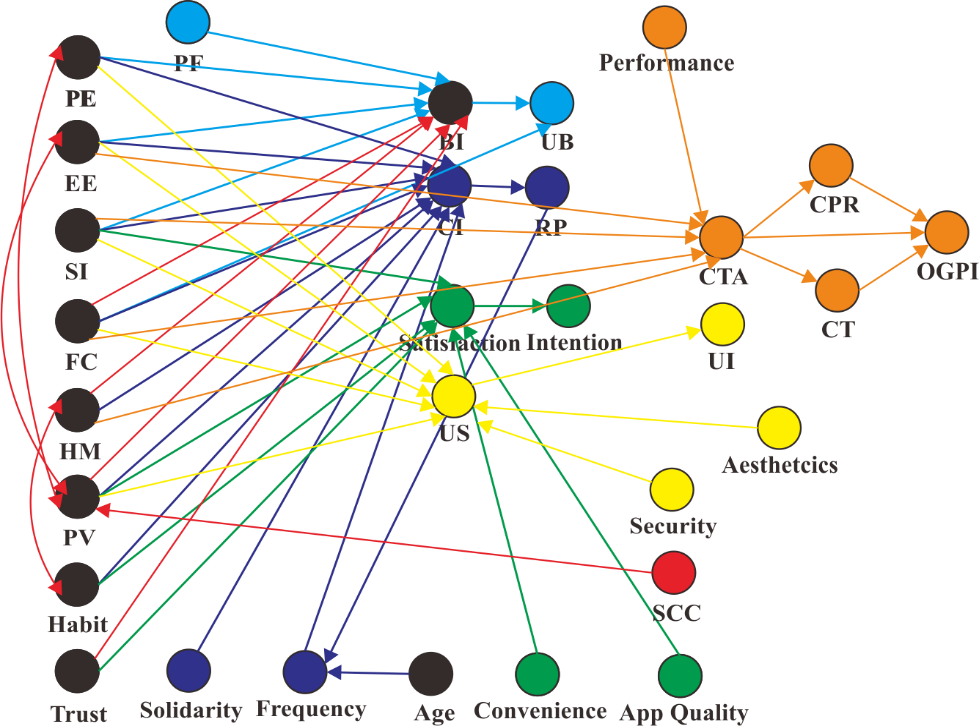 PF
Performance
PE
BI
UB
EE
CPR
CI
RP
SI
CTA
OGPI
CT
Satisfaction Intention
FC
UI
US
HM
Aesthetcics
Security
PV
SCC
Habit
Trust
Solidarity
Frequency
Age
Convenience
App Quality